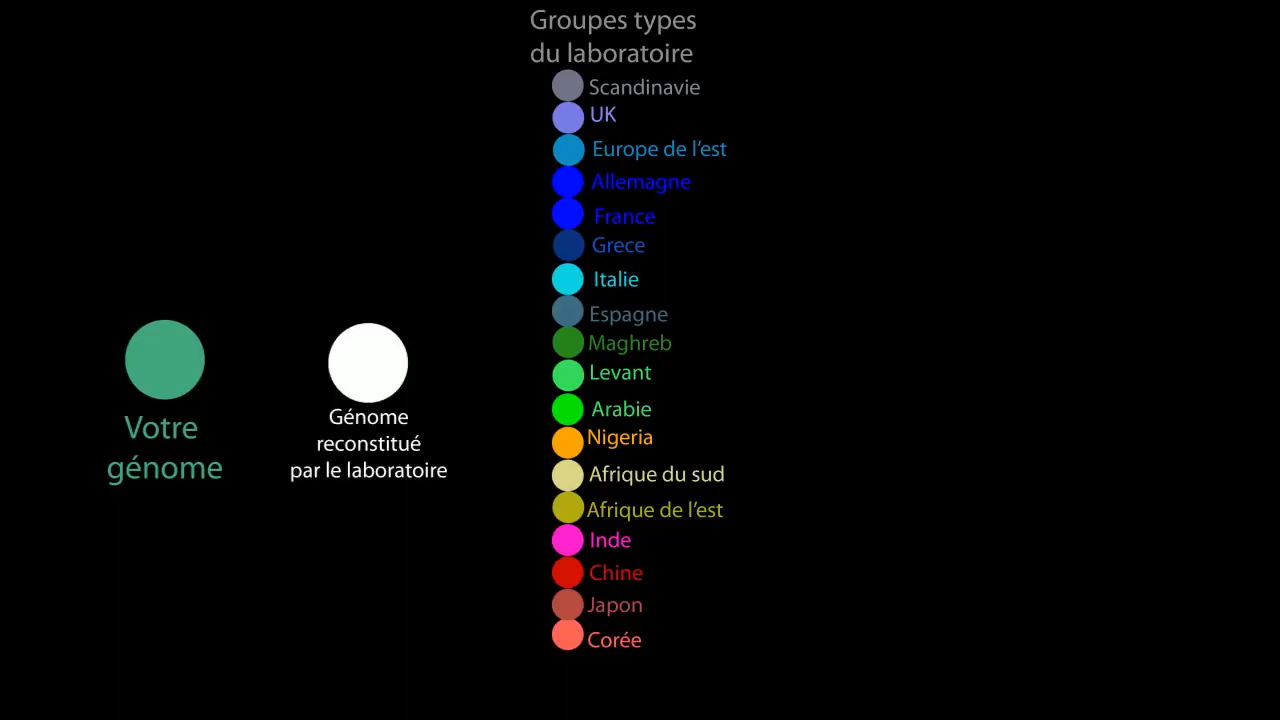 Groupes types
du laboratoire
Scandinavie
UK
Europe de l'est
Allemagne
France
Grece
Italie
Espagne
Maghreb
Levant
Arabie
Nigeria
Afrique du sud
Afrique de l'est
Inde
Chine
Japon
Corée
Votre
génome
Génome
reconstitué
par le laboratoire